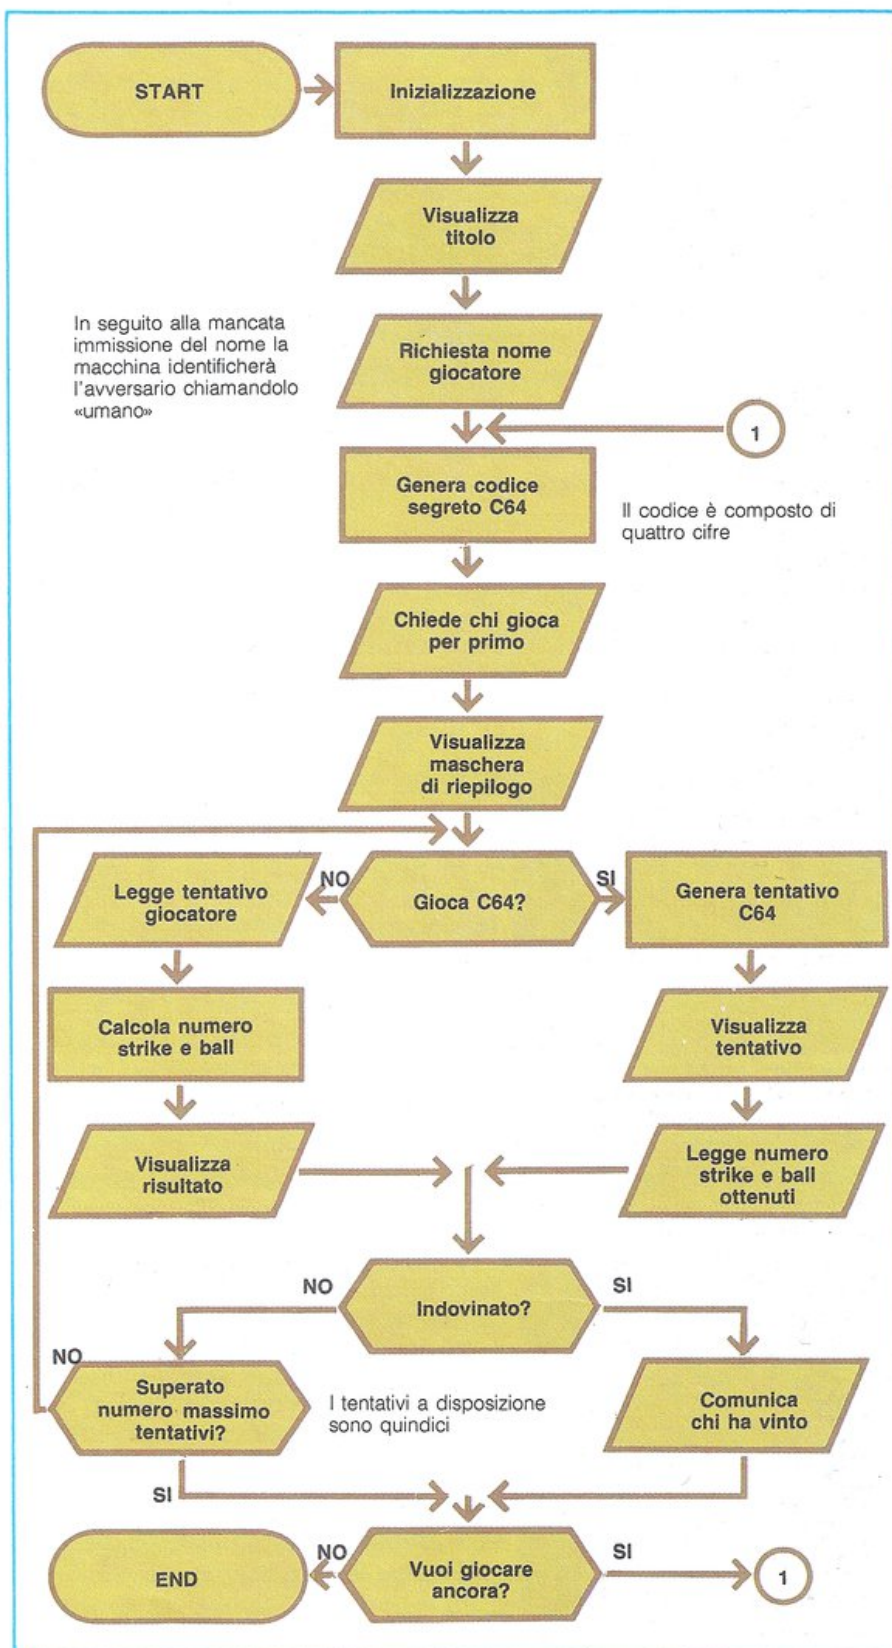 START
Inizializzazione
Visualizza
titolo
In seguito alla mancata
immissione del nome la
macchina identificherà
l'avversario chiamandolo
«umano»
Richiesta nome
giocatore
1
Genera codice
segreto C64
Il codice è composto di
quattro cifre
Chiede chi gioca
per primo
Visualizza
maschera
di riepilogo
Legge tentativo
giocatore
NO
Gioca C64?
SI
Genera tentativo
C64
Calcola numero
strike e ball
Visualizza
tentativo
Visualizza
risultato
Legge numero
strike e ball
ottenuti
NO
Indovinato?
SI
NO
Superato
numero massimo
tentativi?
I tentativi a disposizione
sono quindici
Comunica
chi ha vinto
SI
END
NO
Vuoi giocare
ancora?
SI
1